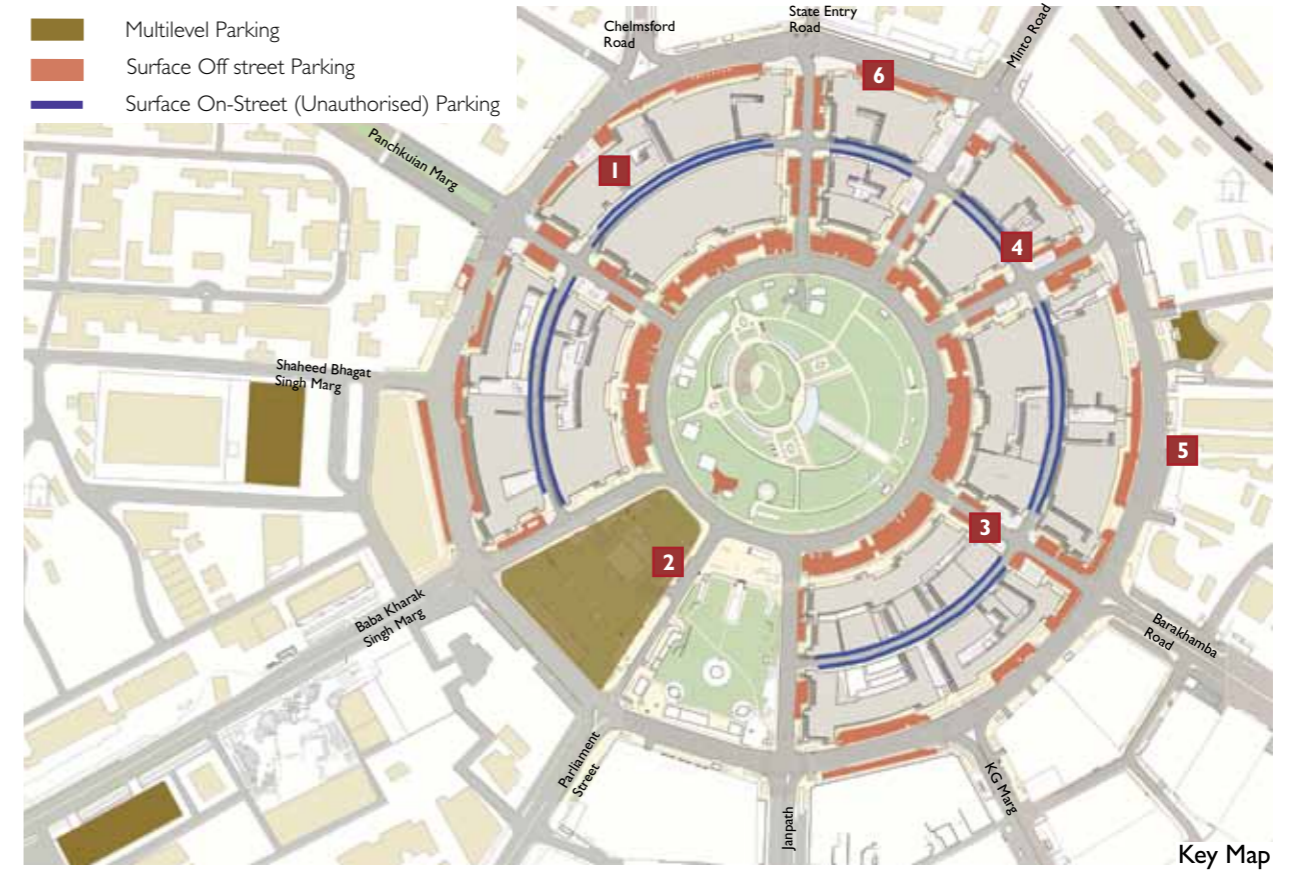 Multilevel Parking
Surface Off street Parking
Surface On-Street (Unauthorised) Parking
Chelmsford
Road
State Entry
Road
Minto Road
6
Panchkuian Marg
1
4
Shaheed Bhagat
Singh Marg
5
3
2
Baba Kharak
Singh Marg
Barakhamba
Road
Parliament
Street
Janpath
KG Marg
Key Map